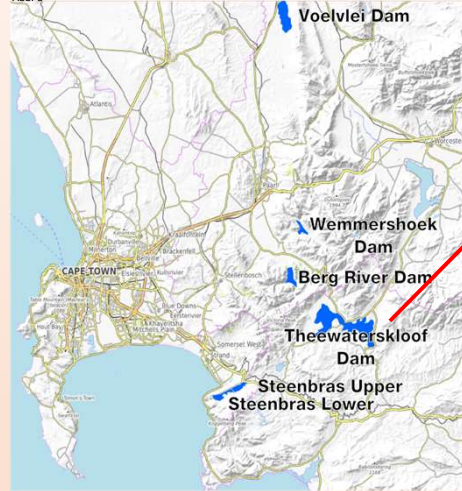 Voelvlei Dam
Atlantis
Worcester
Paarl
Wemmershoek
Dam
Durbanville
Kraaifontein
Milnerton
Brackenfell
CAPE TOWN
Bellville
Kuilsrivier
Stellenbosch
Berg River Dam
Blue Downs
Eersterivier
Khayelitsha
Mitchells Plain
Hout Bay
Somerset West
Strand
Theewaterskloof
Dam
Steenbras Upper
Steenbras Lower
Simon's Town